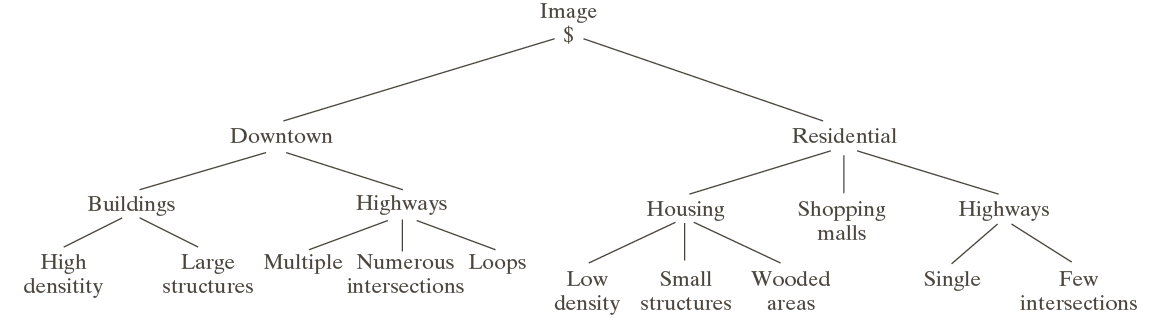 Image
$
Downtown
Residential
Buildings
Highways
Housing
Shopping
malls
Highways
High
densitity
Large
structures
Multiple
Numerous
intersections
Loops
Low
density
Small
structures
Wooded
areas
Single
Few
intersections